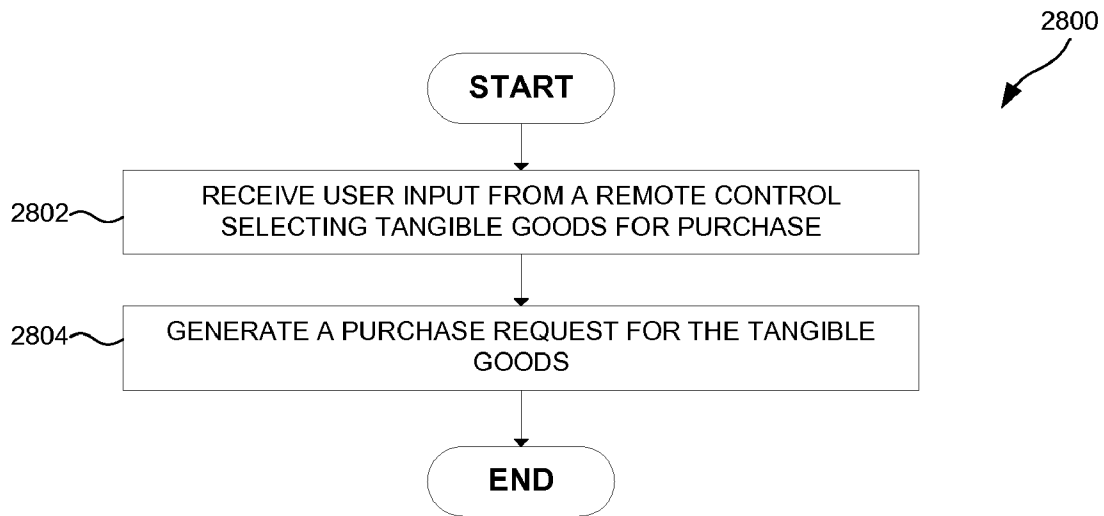 2800
START
2802
RECEIVE USER INPUT FROM A REMOTE CONTROL
SELECTING TANGIBLE GOODS FOR PURCHASE
2804
GENERATE A PURCHASE REQUEST FOR THE TANGIBLE
GOODS
END